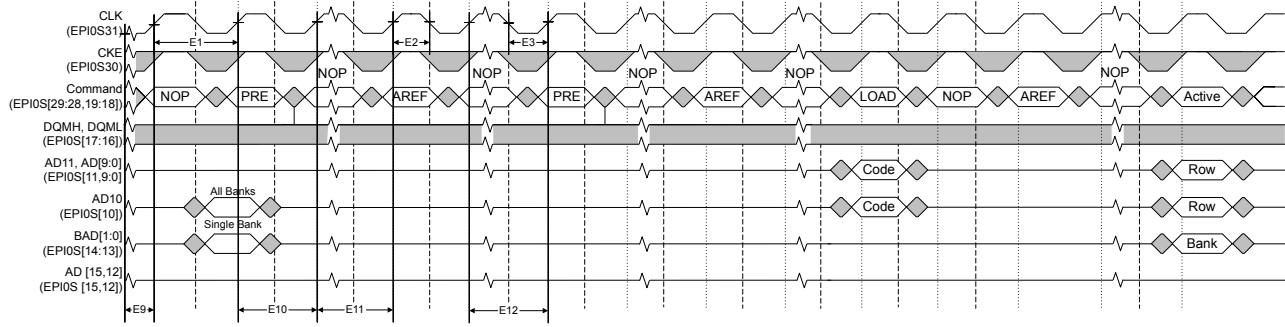 CLK
(EPI0S31)
E1
E2
E3
CKE
(EPI0S30)
NOP
NOP
NOP
NOP
NOP
Command
(EPI0S[29:28,19:18])
NOP
PRE
AREF
PRE
AREF
LOAD
NOP
AREF
Active
DQMH, DQML
(EPI0S[17:16])
AD11, AD[9:0]
(EPI0S[11,9:0]
Code
Row
All Banks
AD10
(EPI0S[10])
Code
Row
Single Bank
BAD[1:0]
(EPI0S[14:13])
Bank
AD [15,12]
(EPI0S [15,12])
E9
E10
E11
E12